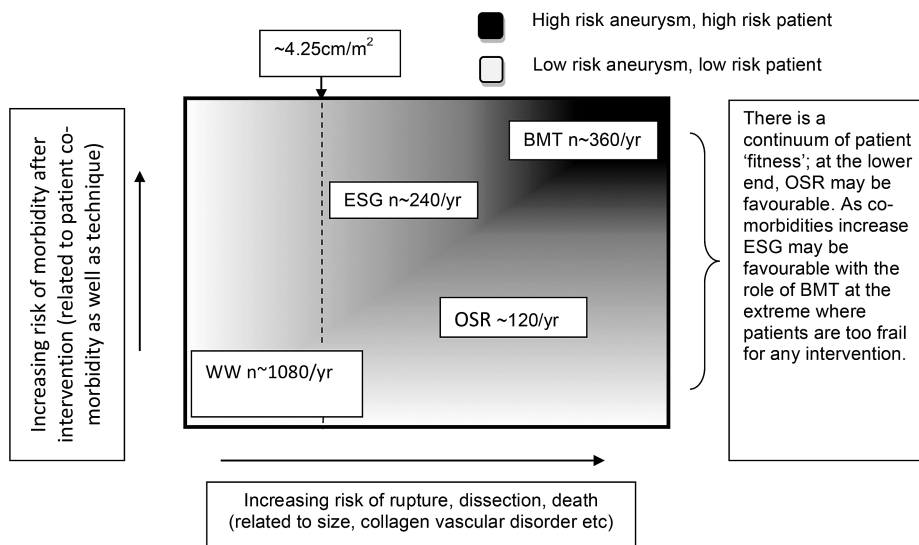 High risk aneurysm, high risk patient
~4.25cm/m²
Low risk aneurysm, low risk patient
Increasing risk of morbidity after
intervention (related to patient co-
morbidity as well as technique)
BMT n~360/yr
ESG n~240/yr
OSR ~120/yr
WW n~1080/yr
There is a
continuum of patient
‘fitness’; at the lower
end, OSR may be
favourable. As co-
morbidities increase
ESG may be
favourable with the
role of BMT at the
extreme where
patients are too frail
for any intervention.
Increasing risk of rupture, dissection, death
(related to size, collagen vascular disorder etc)